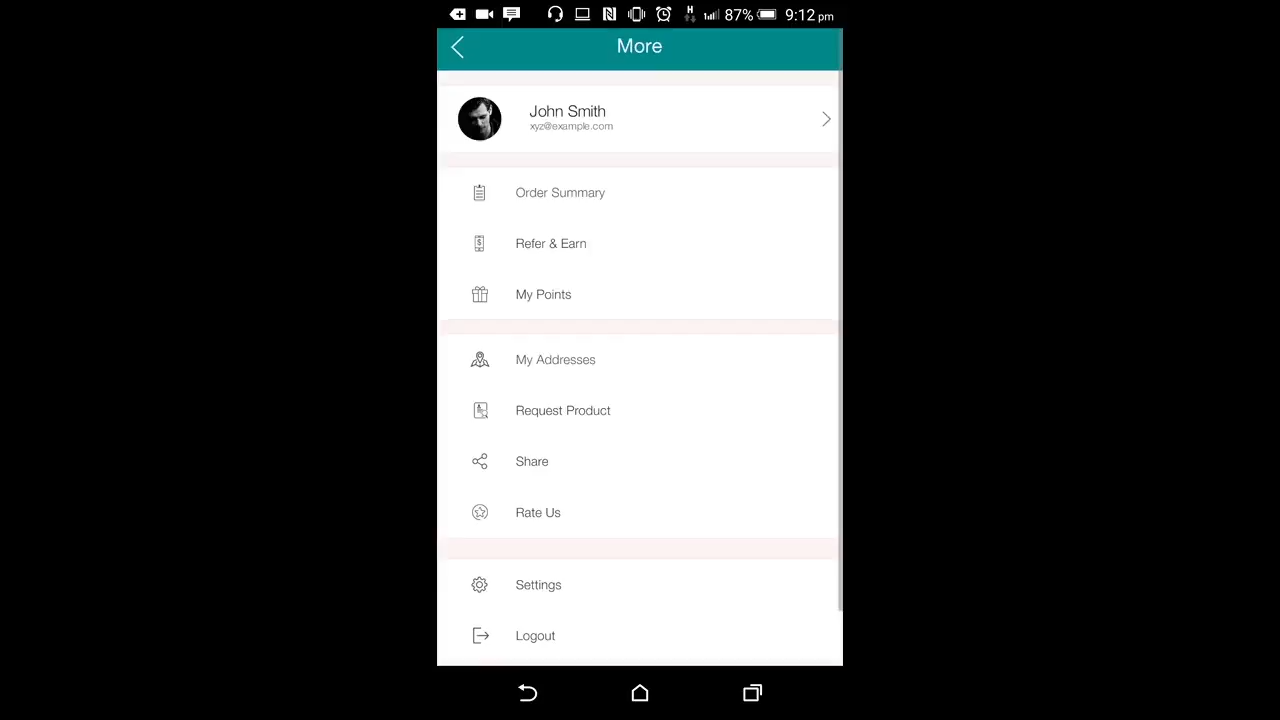 87% 9:12 pm
More
John Smith
xyz@example.com
Order Summary
Refer & Earn
My Points
My Addresses
Request Product
Share
Rate Us
Settings
Logout